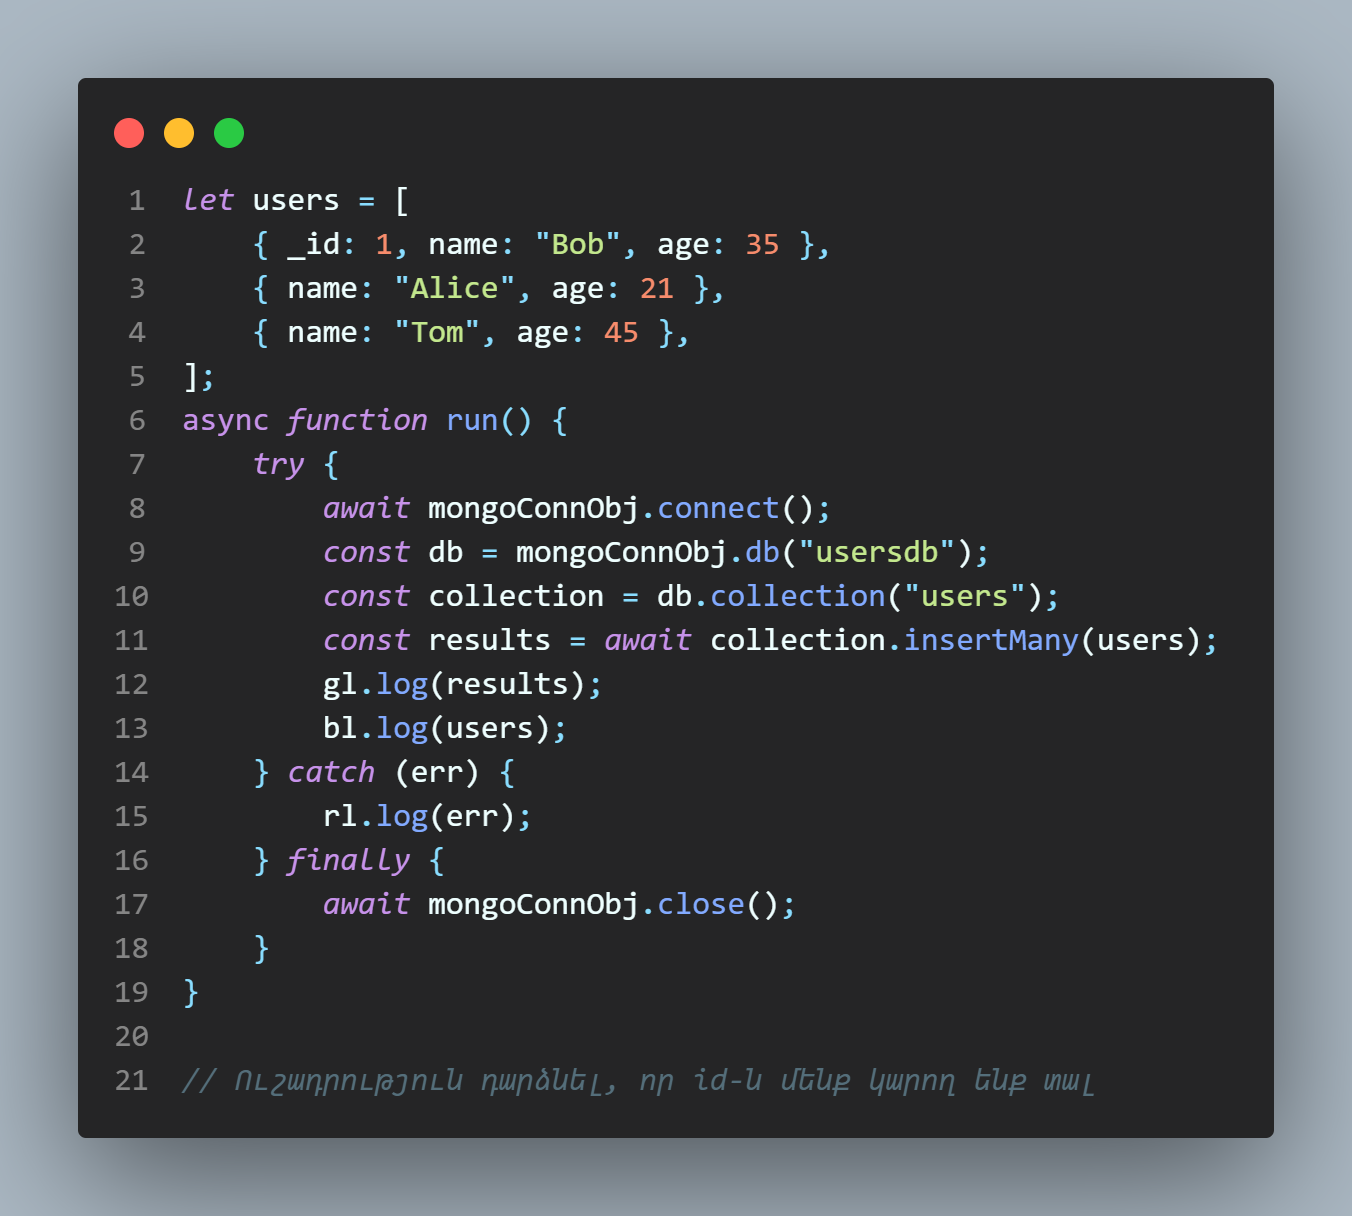 1 let users = [
2     { _id: 1, name: "Bob", age: 35 },
3     { name: "Alice", age: 21 },
4     { name: "Tom", age: 45 },
5 ];
6 async function run() {
7     try {
8         await mongoConnObj.connect();
9         const db = mongoConnObj.db("usersdb");
10         const collection = db.collection("users");
11         const results = await collection.insertMany(users);
12         gl.log(results);
13         bl.log(users);
14     } catch (err) {
15         rl.log(err);
16     } finally {
17         await mongoConnObj.close();
18     }
19 }
20
21 // Ուշադրություն դարձնել, որ id-ն մենք կարող ենք տալ